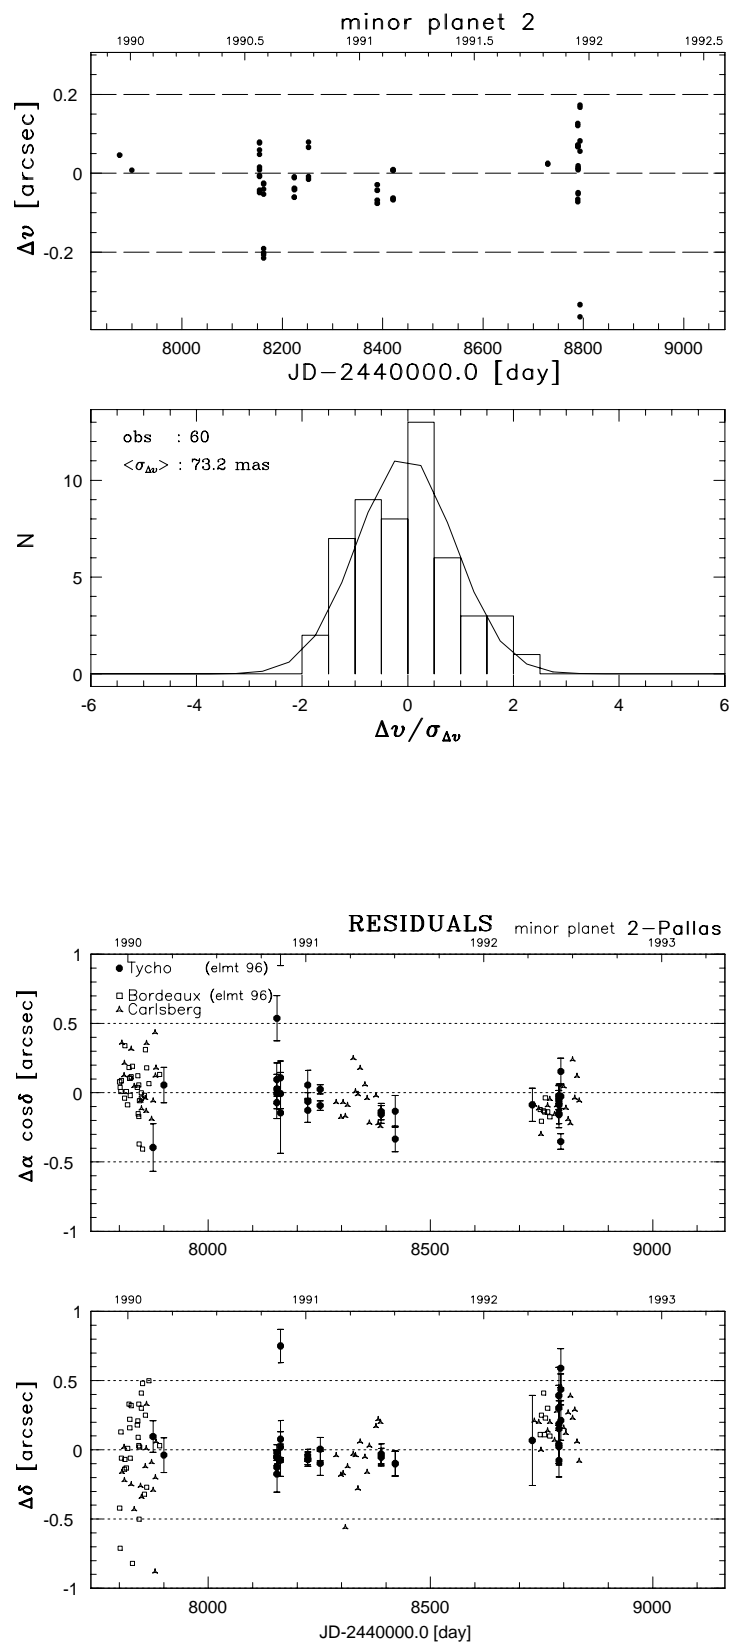 minor planet 2
1990 1990.5 1991 1991.5 1992 1992.5
0.2
0
-0.2
Δυ [arcsec]
8000 8200 8400 8600 8800 9000
JD−2440000.0 [day]
obs : 60
<σΔυ> : 73.2 mas
10
5
0
N
-6 -4 -2 0 2 4 6
Δυ/σΔυ
RESIDUALS minor planet 2−Pallas
1990 1991 1992 1993
Tycho (elmt 96)
Bordeaux (elmt 96)
Carlsberg
1
0.5
0
-0.5
-1
Δα cosδ [arcsec]
8000 8500 9000
1990 1991 1992 1993
1
0.5
0
-0.5
-1
Δδ [arcsec]
8000 8500 9000
JD-2440000.0 [day]